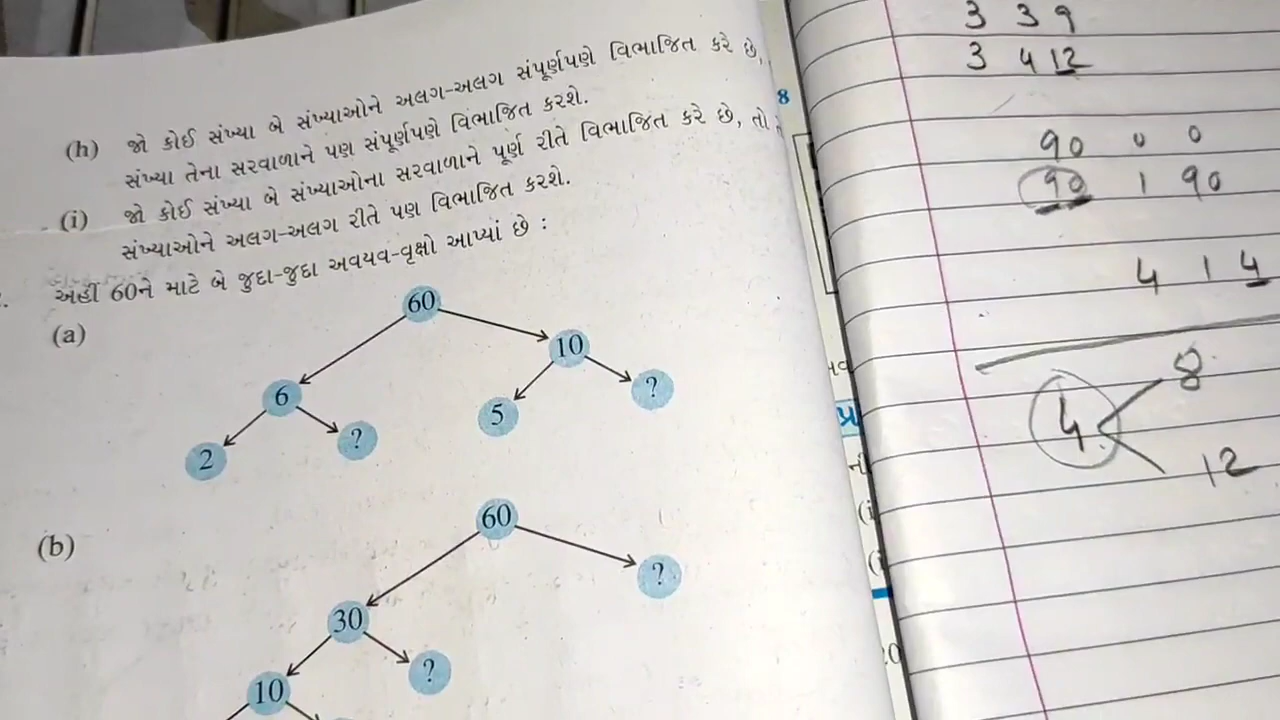 (h) જો કોઈ સંખ્યા બે સંખ્યાઓને અલગ-અલગ સંપૂર્ણપણે વિભાજિત કરે છે,
સંખ્યા તેના સરવાળાને પણ સંપૂર્ણપણે વિભાજિત કરશે.
(i) જો કોઈ સંખ્યા બે સંખ્યાઓના સરવાળાને પૂર્ણ રીતે વિભાજિત કરે છે, તો
સંખ્યાઓને અલગ-અલગ રીતે પણ વિભાજિત કરશે.
અહીં 60ને માટે બે જુદા-જુદા અવયવ-વૃક્ષો આપ્યાં છે :
(a)
60
6 10
2 ? 5 ?
(b)
60
30 ?
10 ?
8
પ્ર
3 3 9
3 4 12
90 0 0
90 1 90
4 1 4
4 8
12